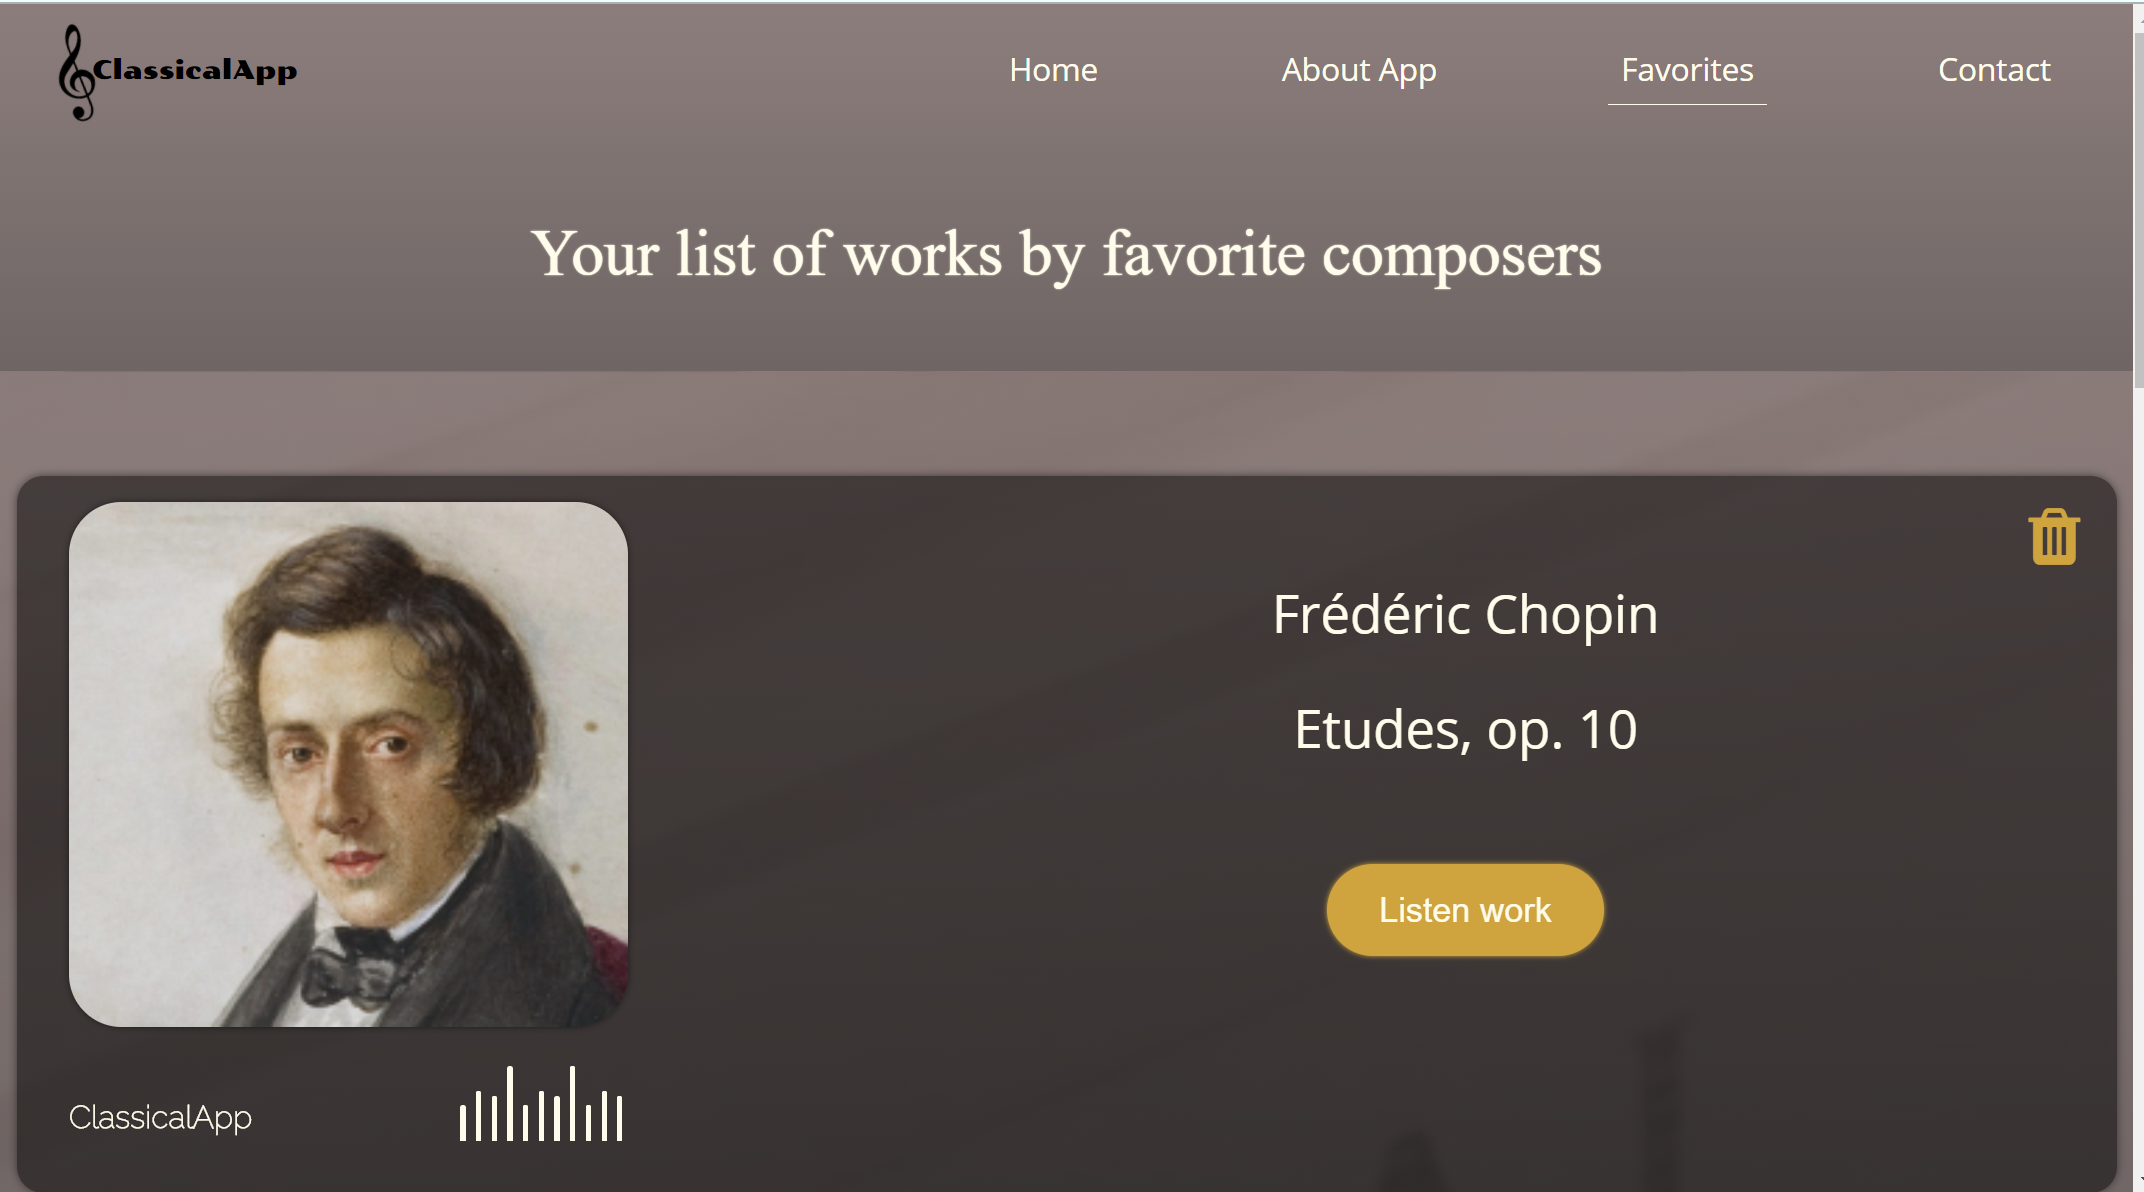 ClassicalApp
Home
About App
Favorites
Contact
Your list of works by favorite composers
Frédéric Chopin
Etudes, op. 10
Listen work
ClassicalApp